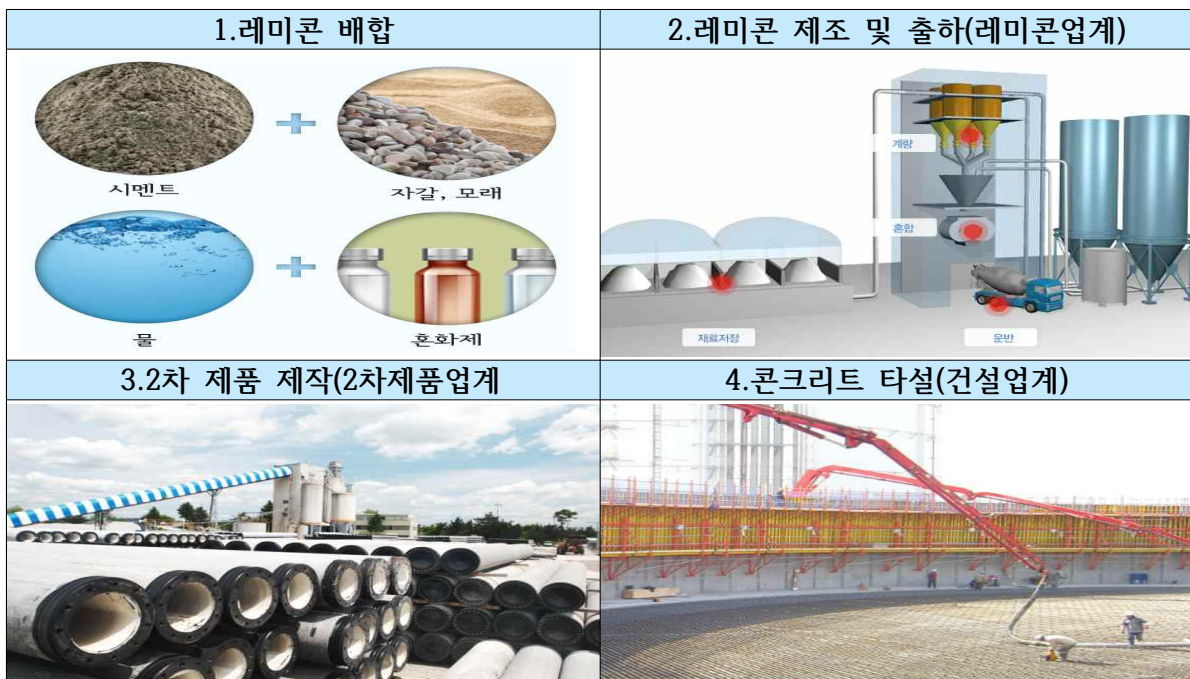 1.레미콘 배합
2.레미콘 제조 및 출하(레미콘업계)
시멘트
자갈, 모래
물
혼화제
계량
혼합
재료저장
운반
3.2차 제품 제작(2차제품업계
4.콘크리트 타설(건설업계)